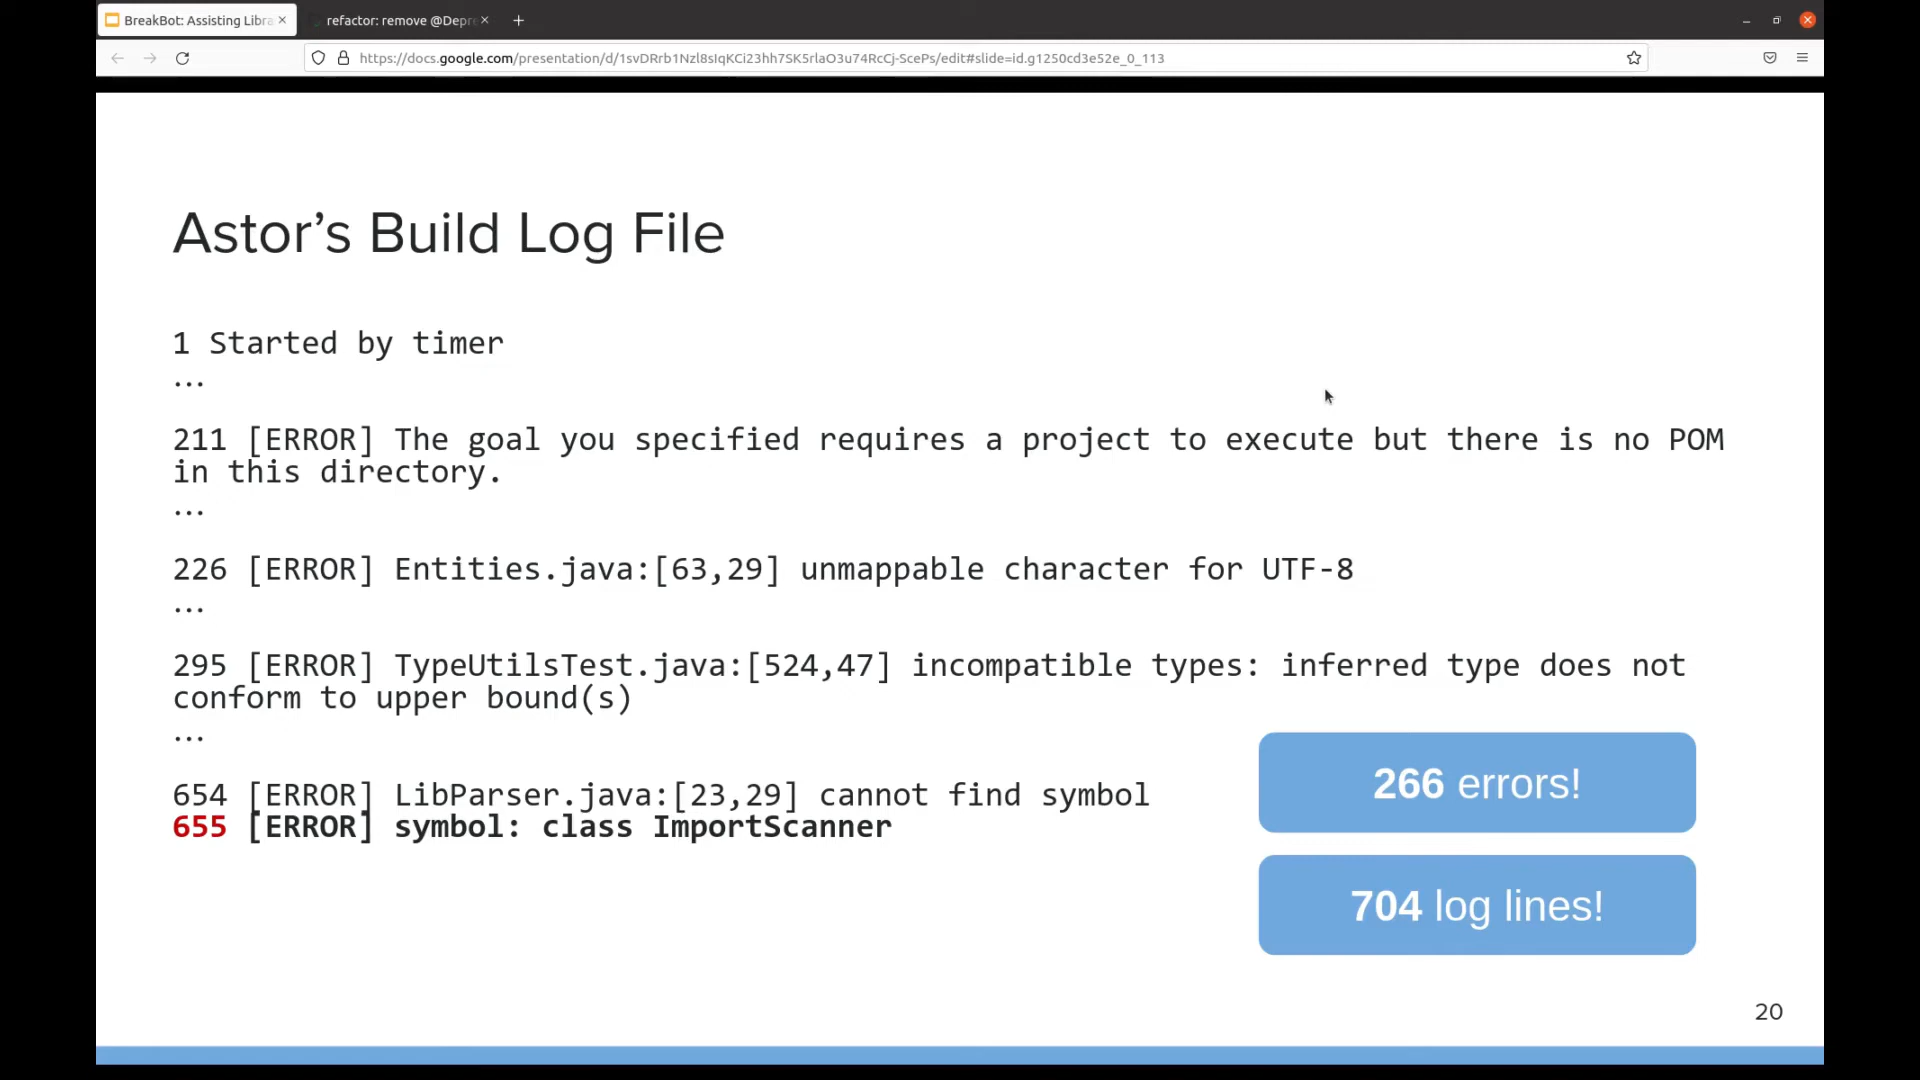 BreakBot: Assisting Libra
refactor: remove @Depre
https://docs.google.com/presentation/d/1svDRrb1Nzl8sIqKCi23hh7SK5rlaO3u74RcCj-ScePs/edit#slide=id.g1250cd3e52e_0_113
Astor’s Build Log File
1 Started by timer
…
211 [ERROR] The goal you specified requires a project to execute but there is no POM
in this directory.
…
226 [ERROR] Entities.java:[63,29] unmappable character for UTF-8
…
295 [ERROR] TypeUtilsTest.java:[524,47] incompatible types: inferred type does not
conform to upper bound(s)
…
654 [ERROR] LibParser.java:[23,29] cannot find symbol
655 [ERROR] symbol: class ImportScanner
266 errors!
704 log lines!
20